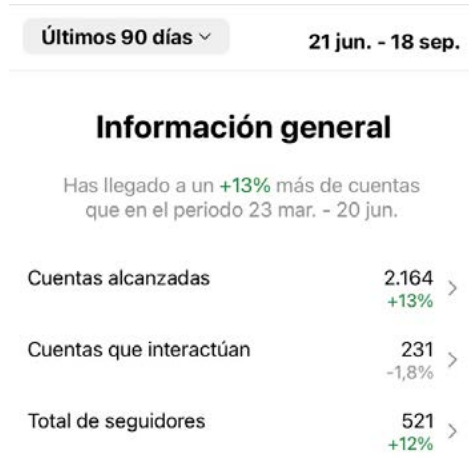 Últimos 90 días 21 jun. - 18 sep.
Información general
Has llegado a un +13% más de cuentas
que en el periodo 23 mar. - 20 jun.
Cuentas alcanzadas 2.164
+13%
Cuentas que interactúan 231
-1,8%
Total de seguidores 521
+12%